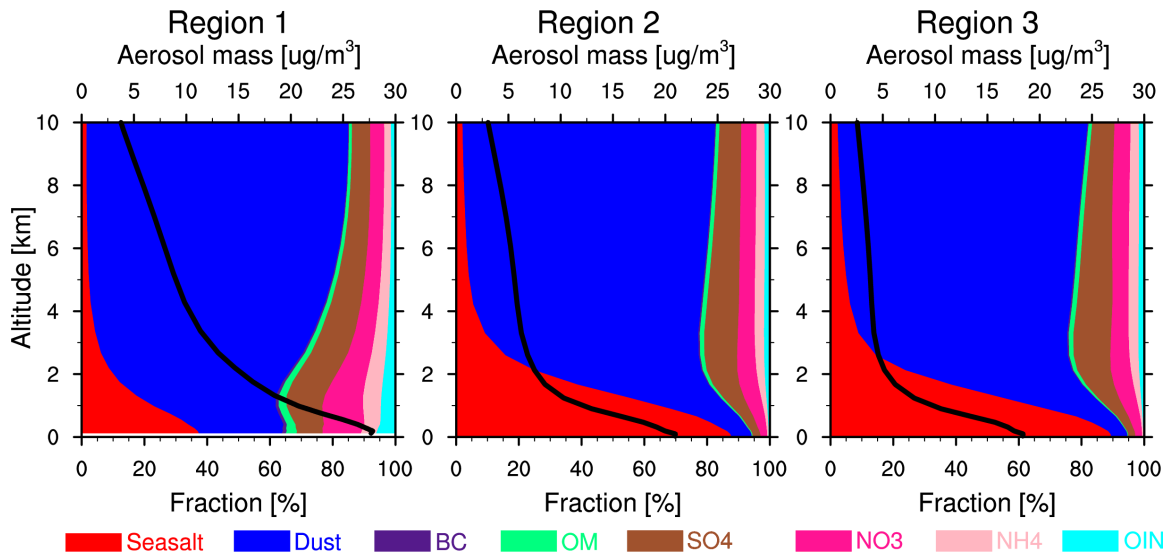 Region 1 Region 2 Region 3
Aerosol mass [ug/m³] Aerosol mass [ug/m³] Aerosol mass [ug/m³]
0 5 10 15 20 25 30 0 5 10 15 20 25 30 0 5 10 15 20 25 30
10 10 10
8 8 8
6 6 6
4 4 4
2 2 2
0 0 0
Altitude [km]
0 20 40 60 80 100 0 20 40 60 80 100 0 20 40 60 80 100
Fraction [%] Fraction [%] Fraction [%]
Seasalt Dust BC OM SO4 NO3 NH4 OIN